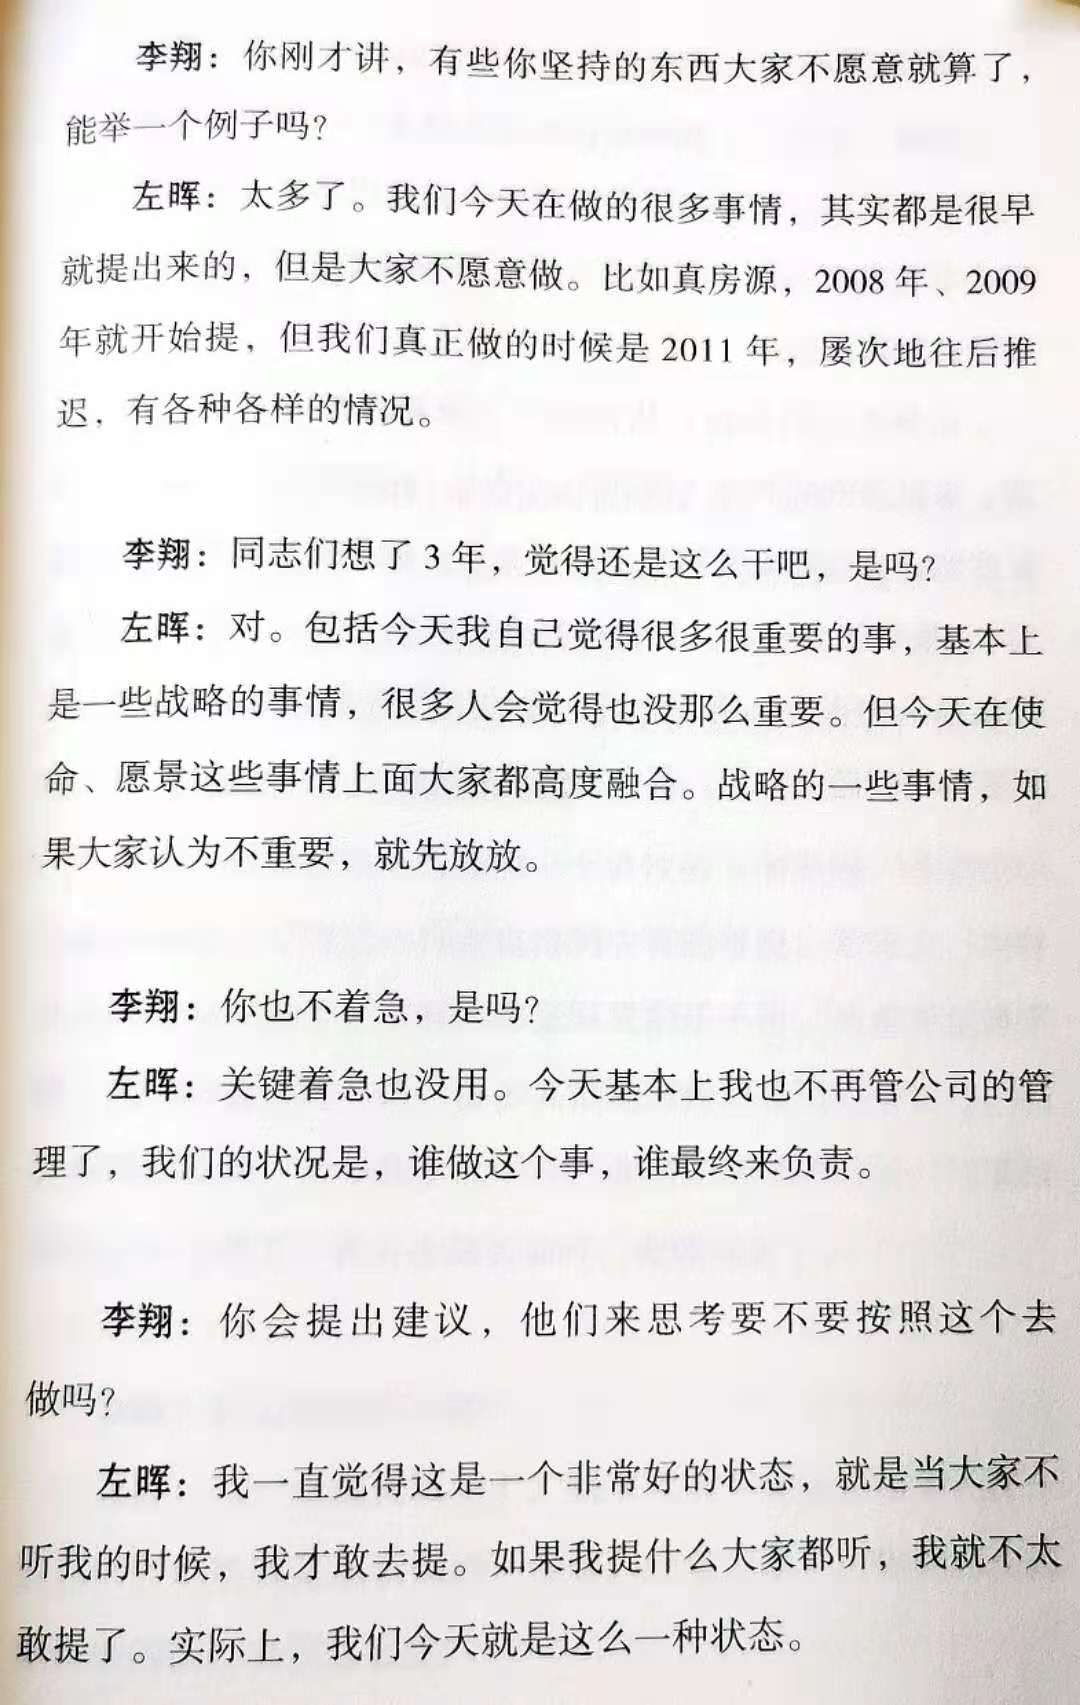 李翔：你刚才讲，有些你坚持的东西大家不愿意就算了，
能举一个例子吗？
左晖：太多了。我们今天在做的很多事情，其实都是很早
就提出来的，但是大家不愿意做。比如真房源，2008 年、2009
年就开始提，但我们真正做的时候是 2011 年，屡次地往后推
迟，有各种各样的情况。
李翔：同志们想了 3 年，觉得还是这么干吧，是吗？
左晖：对。包括今天我自己觉得很多很重要的事，基本上
是一些战略的事情，很多人会觉得也没那么重要。但今天在使
命、愿景这些事情上面大家都高度融合。战略的一些事情，如
果大家认为不重要，就先放放。
李翔：你也不着急，是吗？
左晖：关键着急也没用。今天基本上我也不再管公司的管
理了，我们的状况是，谁做这个事，谁最终来负责。
李翔：你会提出建议，他们来思考要不要按照这个去
做吗？
左晖：我一直觉得这是一个非常好的状态，就是当大家不
听我的时候，我才敢去提。如果我提什么大家都听，我就不太
敢提了。实际上，我们今天就是这么一种状态。